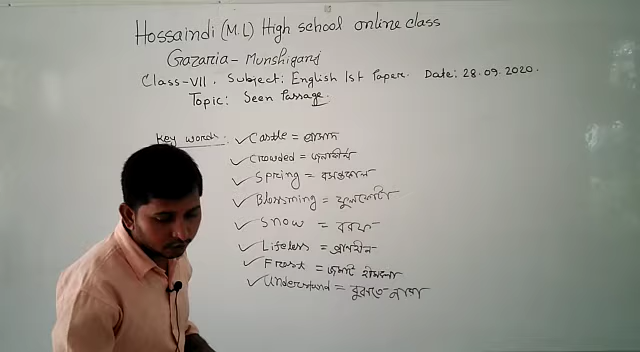 Hossaindi (M.L) High school online class
Gazaria - Munshiganj
Class-VII. Subject: English 1st Paper. Date: 28.09.2020.
Topic: Seen Passage
Key words: ✓ Castle = প্রাসাদ
✓ Crowded = জনাকীর্ণ
✓ Spring = বসন্তকাল
✓ Blossoming = ফুলফোটা
✓ Snow = বরফ
✓ Lifeless = প্রাণহীন
✓ Frost = জমাট
✓ Understand = বুঝতে পারা